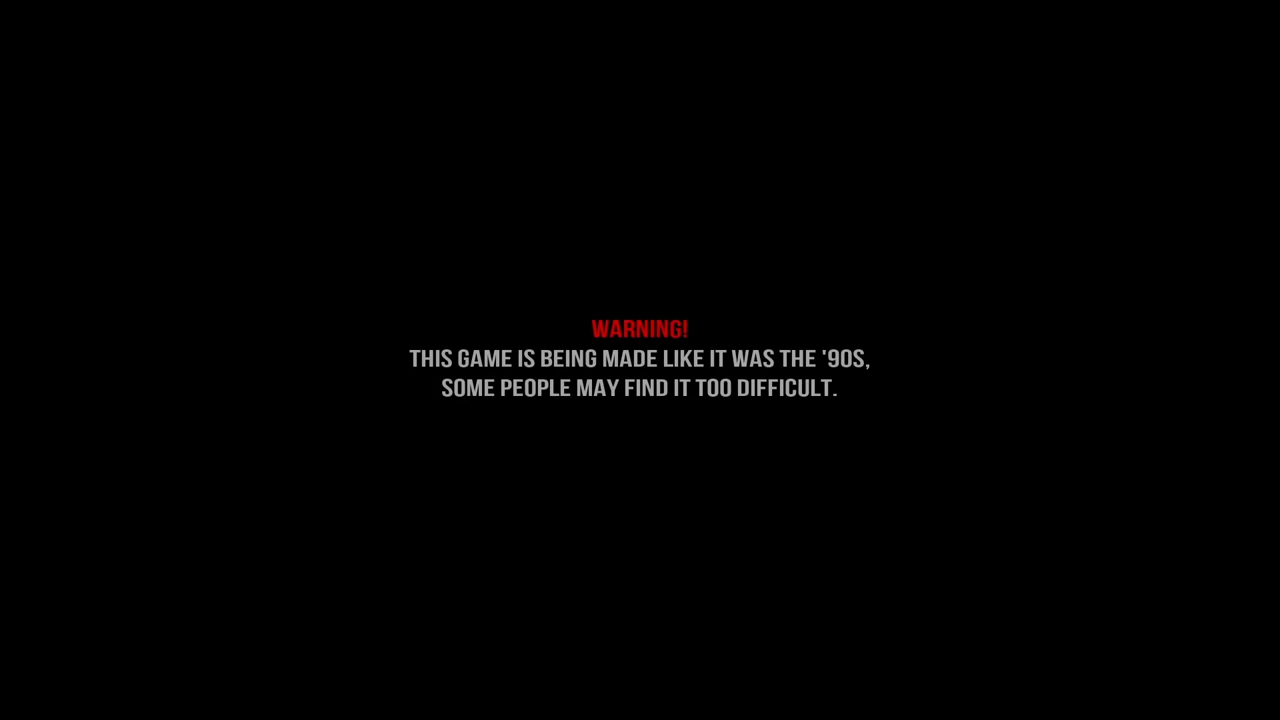 WARNING!
THIS GAME IS BEING MADE LIKE IT WAS THE '90S,
SOME PEOPLE MAY FIND IT TOO DIFFICULT.